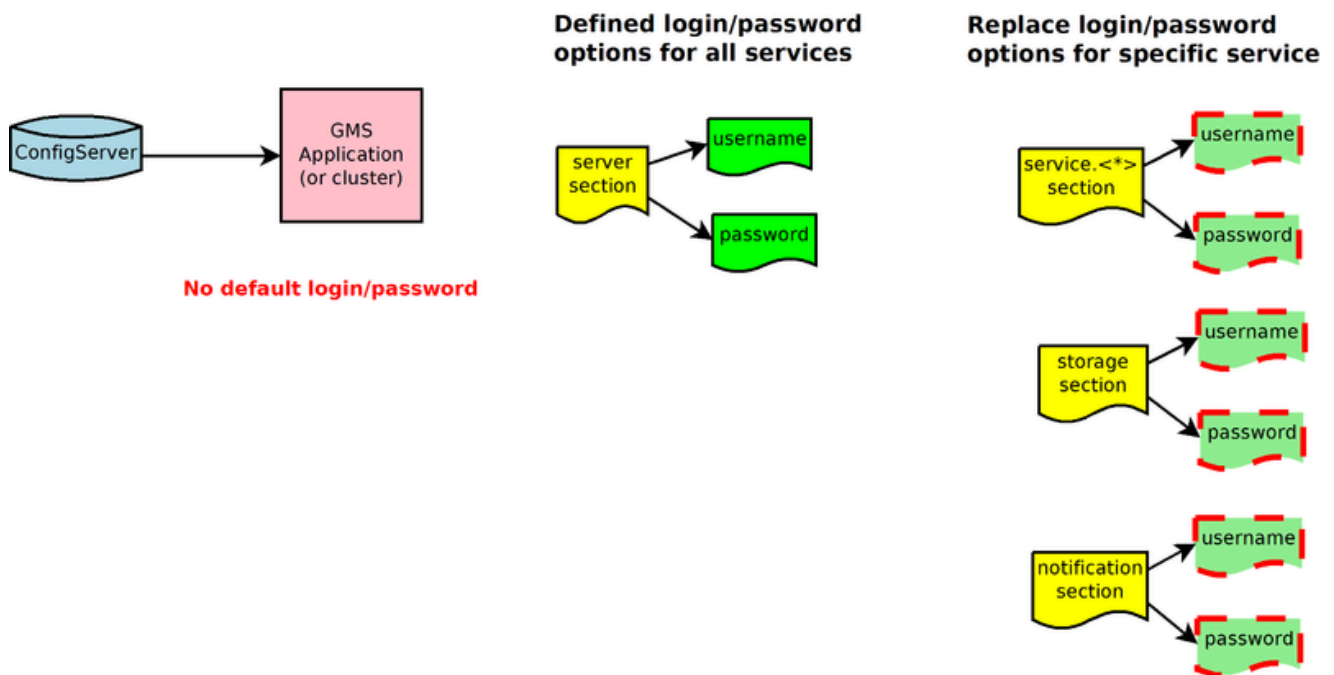 Defined login/password
options for all services
Replace login/password
options for specific service
ConfigServer
GMS
Application
(or cluster)
No default login/password
server
section
username
password
service.<*>
section
username
password
storage
section
username
password
notification
section
username
password